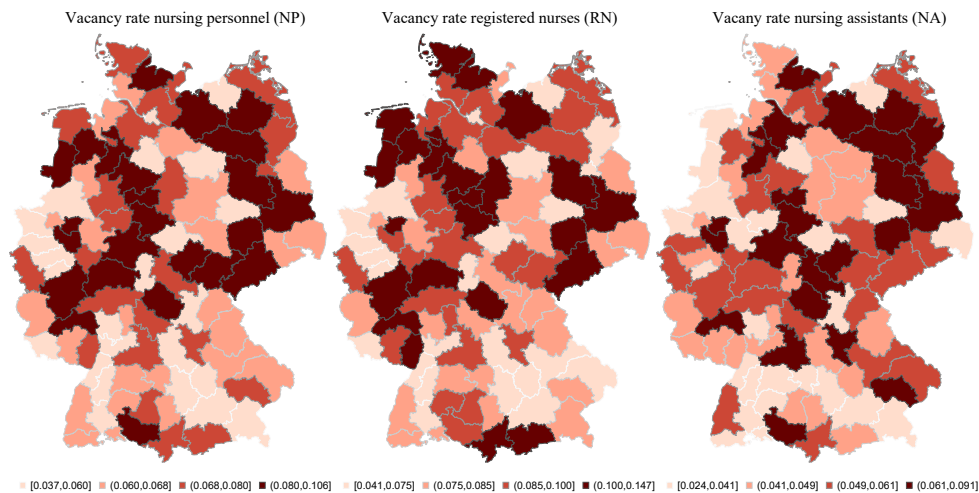 Vacancy rate nursing personnel (NP)
Vacancy rate registered nurses (RN)
Vacany rate nursing assistants (NA)
[0.037,0.060] (0.060,0.068] (0.068,0.080] (0.080,0.106]
[0.041,0.075] (0.075,0.085] (0.085,0.100] (0.100,0.147]
[0.024,0.041] (0.041,0.049] (0.049,0.061] (0.061,0.091]